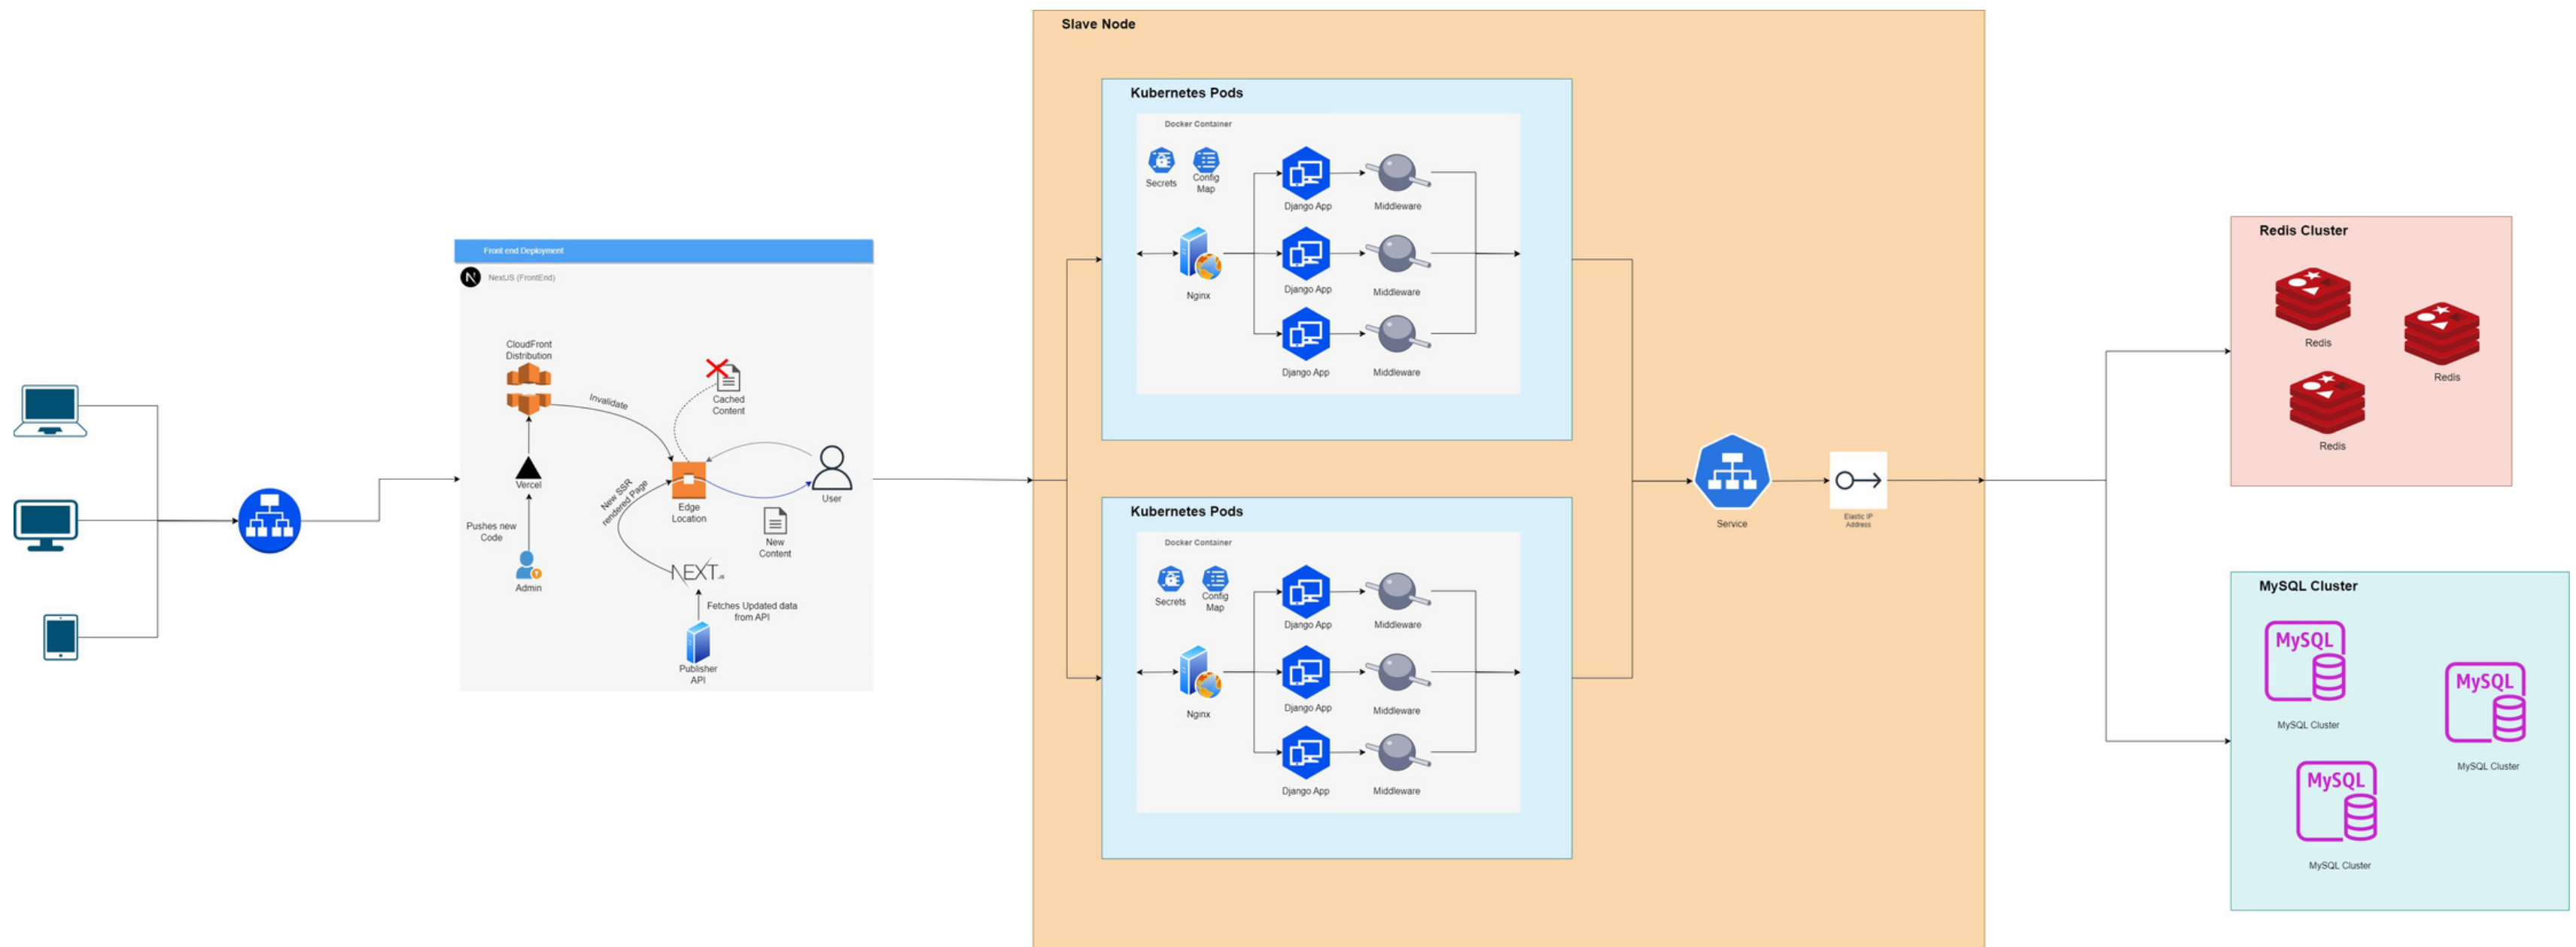 Slave Node
Kubernetes Pods
Docker Container
Secrets
Config
Map
Django App
Middleware
Nginx
Django App
Middleware
Django App
Middleware
Front end Deployment
N
NextJS (FrontEnd)
CloudFront
Distribution
Invalidate
Cached
Content
Vercel
New SSR
rendered Page
Edge
Location
User
Pushes new
Code
New
Content
Admin
NEXT.JS
Fetches Updated data
from API
Publisher
API
Kubernetes Pods
Docker Container
Secrets
Config
Map
Django App
Middleware
Nginx
Django App
Middleware
Django App
Middleware
Service
Elastic IP
Address
Redis Cluster
Redis
Redis
Redis
MySQL Cluster
MySQL
MySQL Cluster
MySQL
MySQL Cluster
MySQL
MySQL Cluster